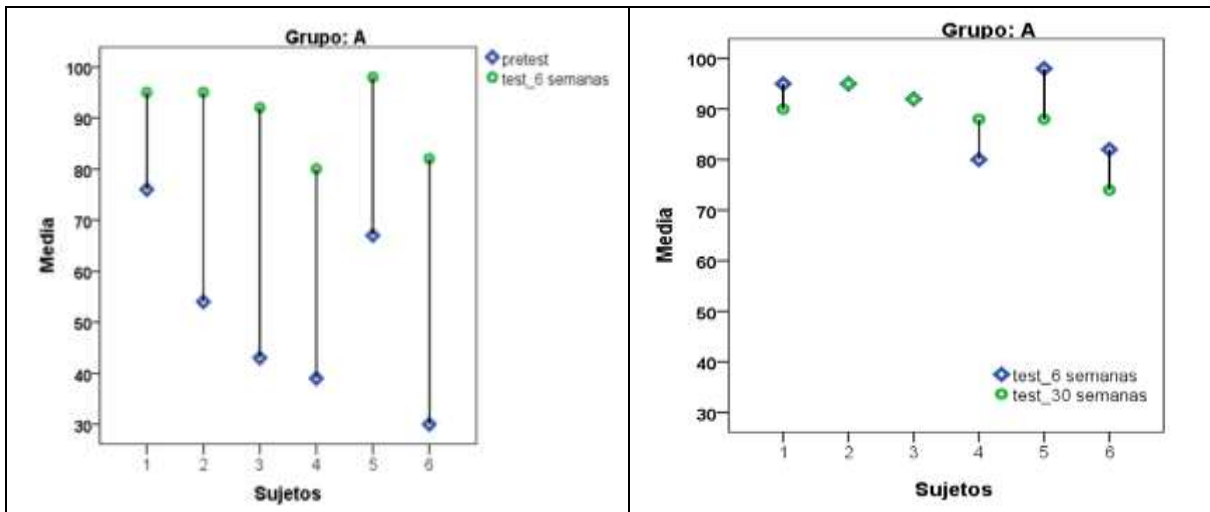 Grupo: A
pretest
test_6 semanas
100
90
80
70
60
50
40
30
Media
1 2 3 4 5 6
Sujetos
Grupo: A
100
90
80
70
60
50
40
30
Media
test_6 semanas
test_30 semanas
1 2 3 4 5 6
Sujetos